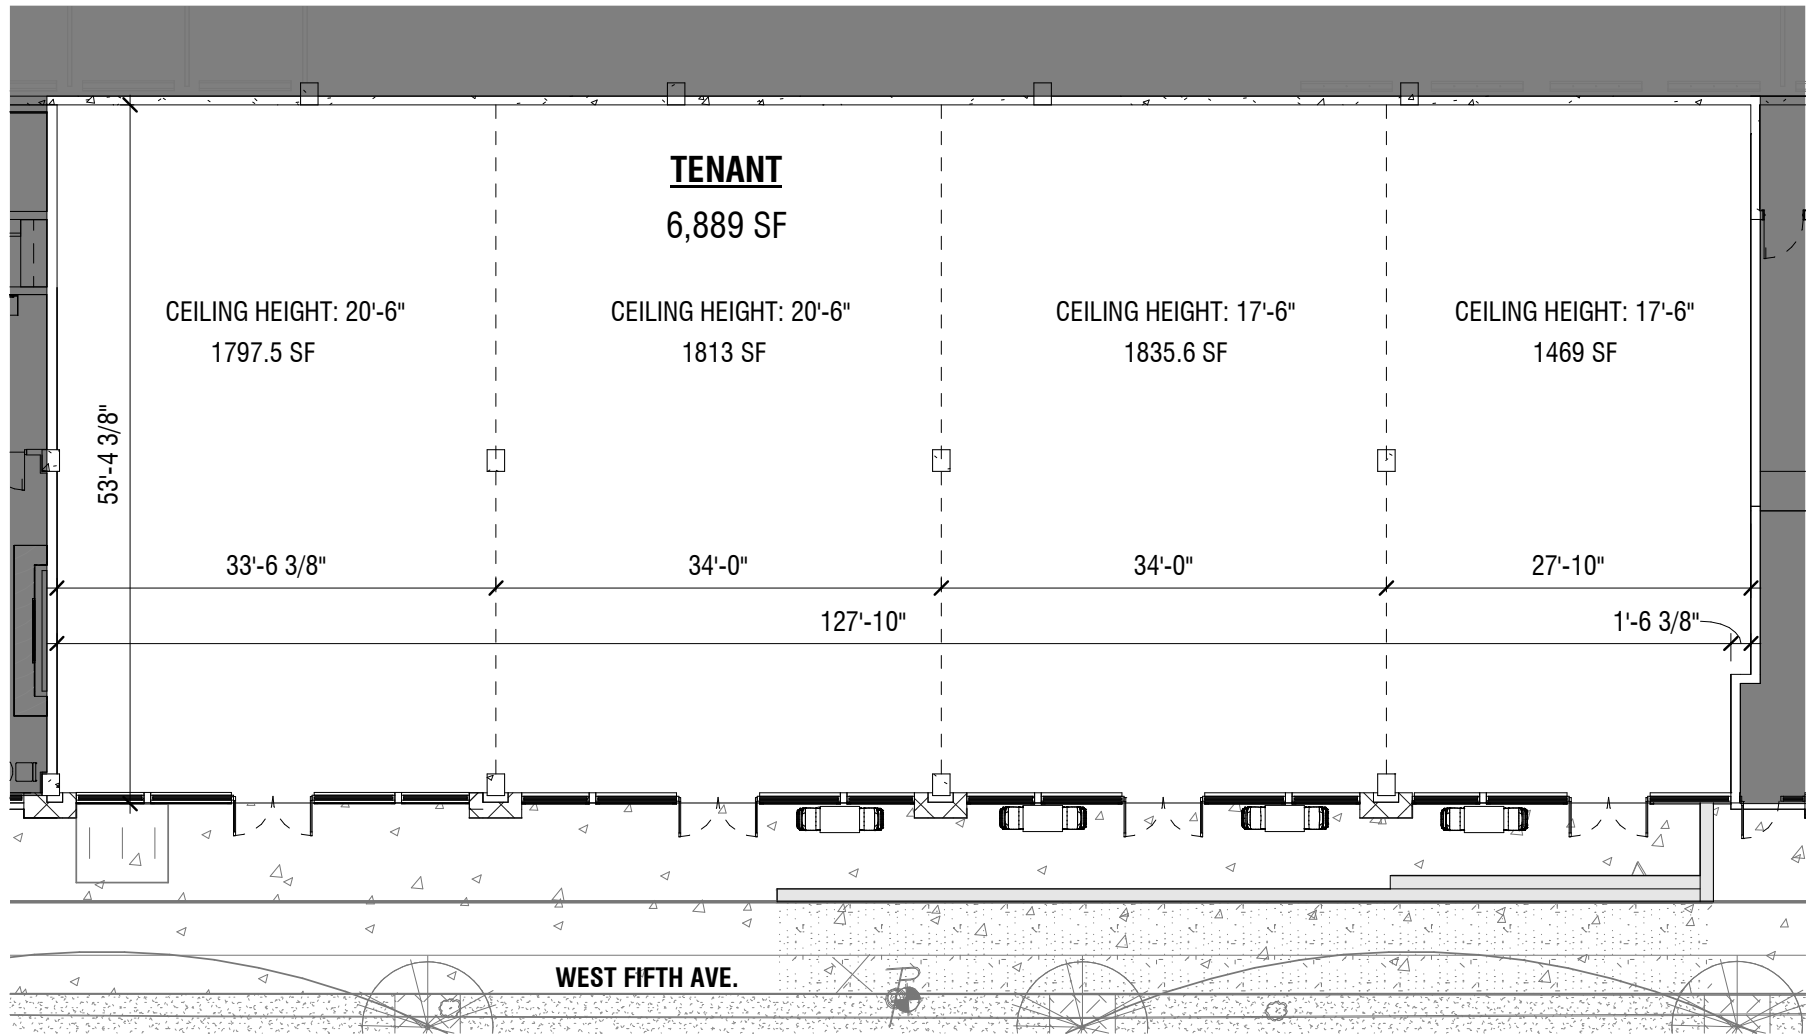 TENANT
6,889 SF
CEILING HEIGHT: 20'-6"
1797.5 SF
CEILING HEIGHT: 20'-6"
1813 SF
CEILING HEIGHT: 17'-6"
1835.6 SF
CEILING HEIGHT: 17'-6"
1469 SF
53'-4 3/8"
33'-6 3/8"
34'-0"
34'-0"
27'-10"
127'-10"
1'-6 3/8"
WEST FIFTH AVE.